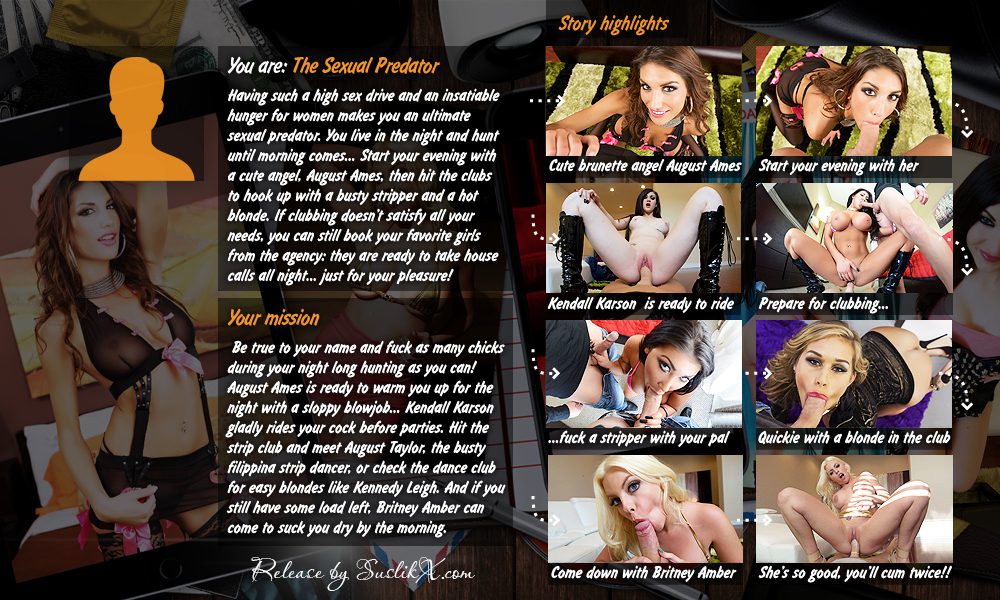 You are: The Sexual Predator
Having such a high sex drive and an insatiable
hunger for women makes you an ultimate
sexual predator. You live in the night and hunt
until morning comes... Start your evening with
a cute angel, August Ames, then hit the clubs
to hook up with a busty stripper and a hot
blonde. If clubbing doesn't satisfy all your
needs, you can still book your favorite girls
from the agency: they are ready to take house
calls all night... just for your pleasure!
Your mission
Be true to your name and fuck as many chicks
during your night long hunting as you can!
August Ames is ready to warm you up for the
night with a sloppy blowjob... Kendall Karson
gladly rides your cock before parties. Hit the
strip club and meet August Taylor, the busty
filippina strip dancer, or check the dance club
for easy blondes like Kennedy Leigh. And if you
still have some load left, Britney Amber can
come to suck you dry by the morning.
Release by SuslikX.com
Story highlights
Cute brunette angel August Ames
Start your evening with her
Kendall Karson is ready to ride
Prepare for clubbing...
...fuck a stripper with your pal
Quickie with a blonde in the club
Come down with Britney Amber
She's so good, you'll cum twice!!